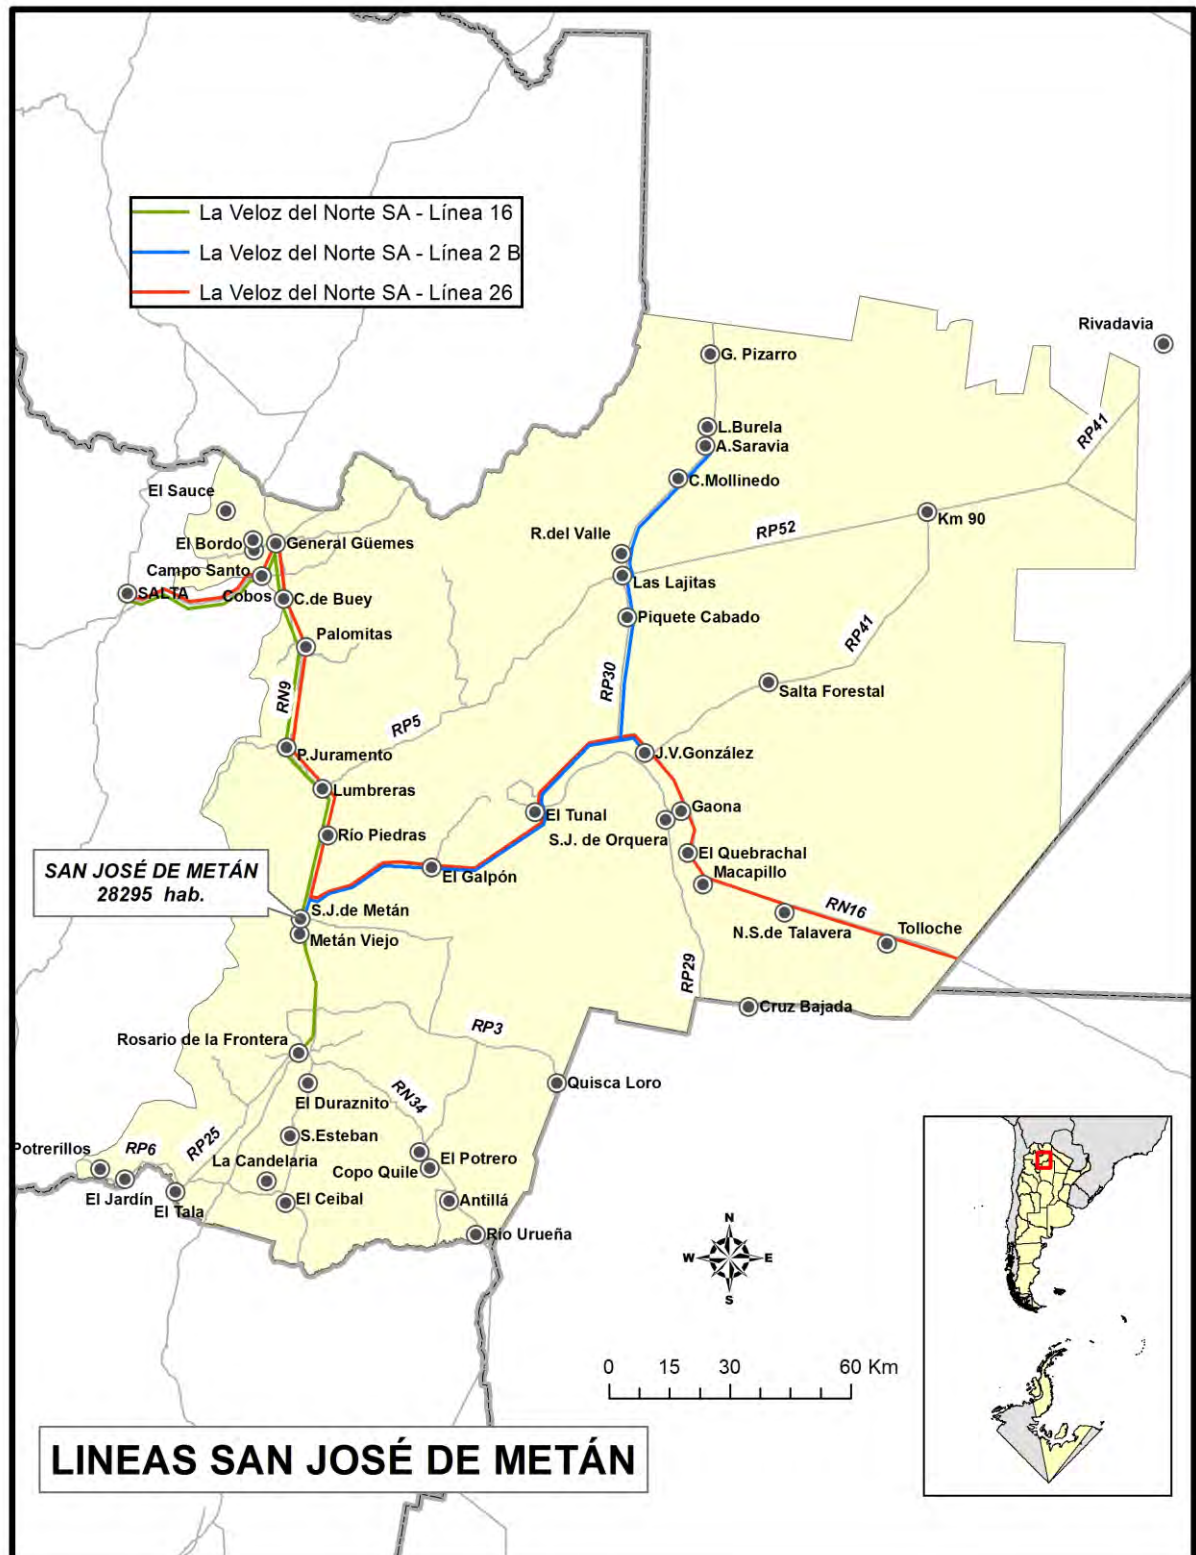 La Veloz del Norte SA - Línea 16
La Veloz del Norte SA - Línea 2 B
La Veloz del Norte SA - Línea 26
Rivadavia
G. Pizarro
L.Burela
A.Saravia
RP41
C.Mollinedo
El Sauce
Km 90
RP52
El Bordo
General Güemes
R.del Valle
Campo Santo
Las Lajitas
SALTA
Cobos
C.de Buey
Piquete Cabado
Palomitas
RP41
RN9
RP30
Salta Forestal
RP5
P.Juramento
J.V.González
Lumbreras
El Tunal
Gaona
Río Piedras
S.J. de Orquera
El Quebrachal
SAN JOSÉ DE METÁN
28295 hab.
El Galpón
Macapillo
RN16
S.J.de Metán
N.S.de Talavera
Tolloche
Metán Viejo
RP29
Cruz Bajada
Rosario de la Frontera
RP3
Quisca Loro
El Duraznito
RN34
S.Esteban
RP25
RP6
Potrerillos
La Candelaria
El Potrero
Copo Quile
El Jardín
El Tala
El Ceibal
Antillá
Río Urueña
N
W E
S
0 15 30 60 Km
LINEAS SAN JOSÉ DE METÁN